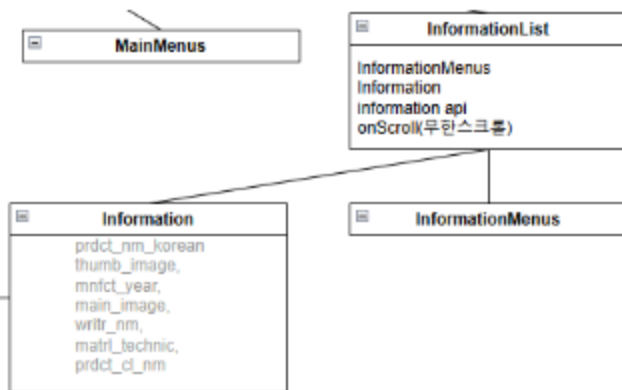 MainMenus
InformationList
InformationMenus
Information
information api
onScroll(무한스크롤)
Information
prdct_nm_korean
thumb_image,
mnfct_year,
main_image,
writr_nm,
matrl_technic,
prdct_cl_nm
InformationMenus